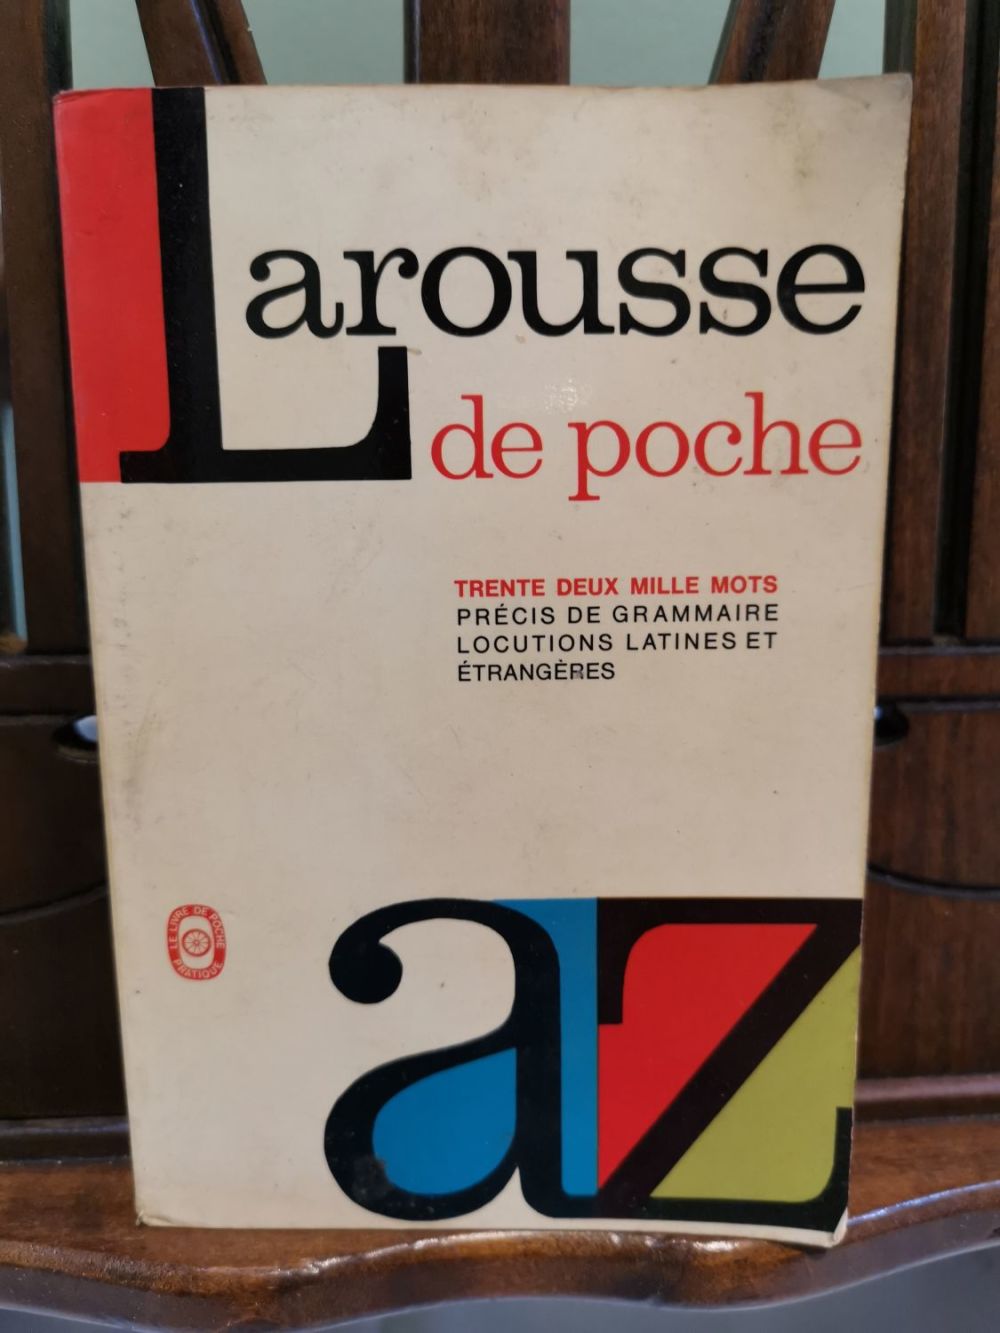 Larousse
de poche
TRENTE DEUX MILLE MOTS
PRÉCIS DE GRAMMAIRE
LOCUTIONS LATINES ET
ÉTRANGÈRES
LE LIVRE DE POCHE
PRATIQUE
az